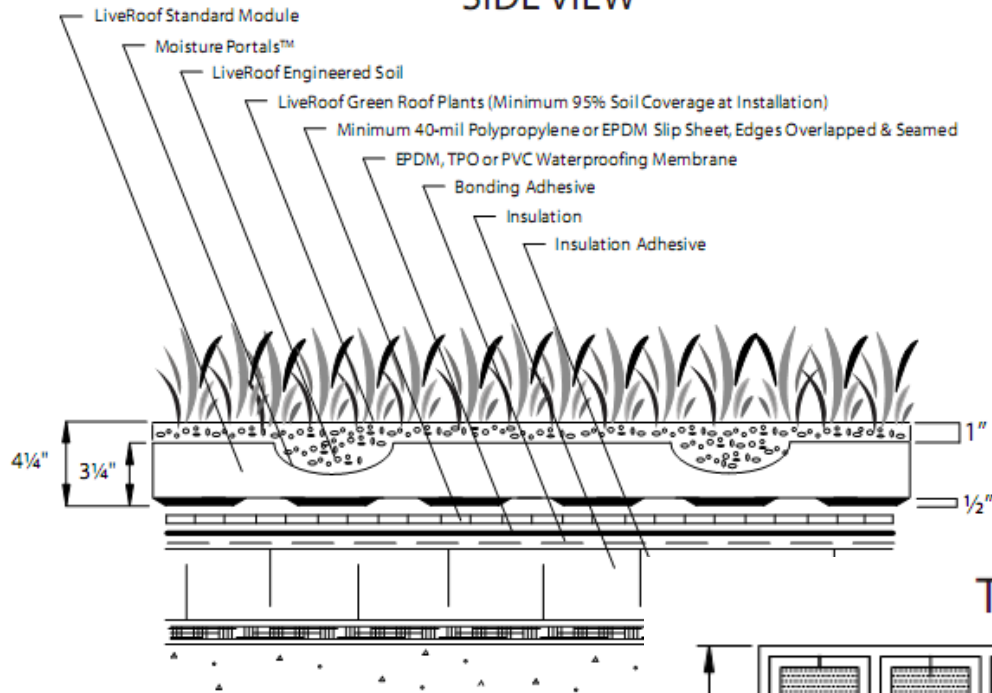 SIDE VIEW
LiveRoof Standard Module
Moisture Portals™
LiveRoof Engineered Soil
LiveRoof Green Roof Plants (Minimum 95% Soil Coverage at Installation)
Minimum 40-mil Polypropylene or EPDM Slip Sheet, Edges Overlapped & Seamed
EPDM, TPO or PVC Waterproofing Membrane
Bonding Adhesive
Insulation
Insulation Adhesive
1"
4¼"
3¼"
½"
T